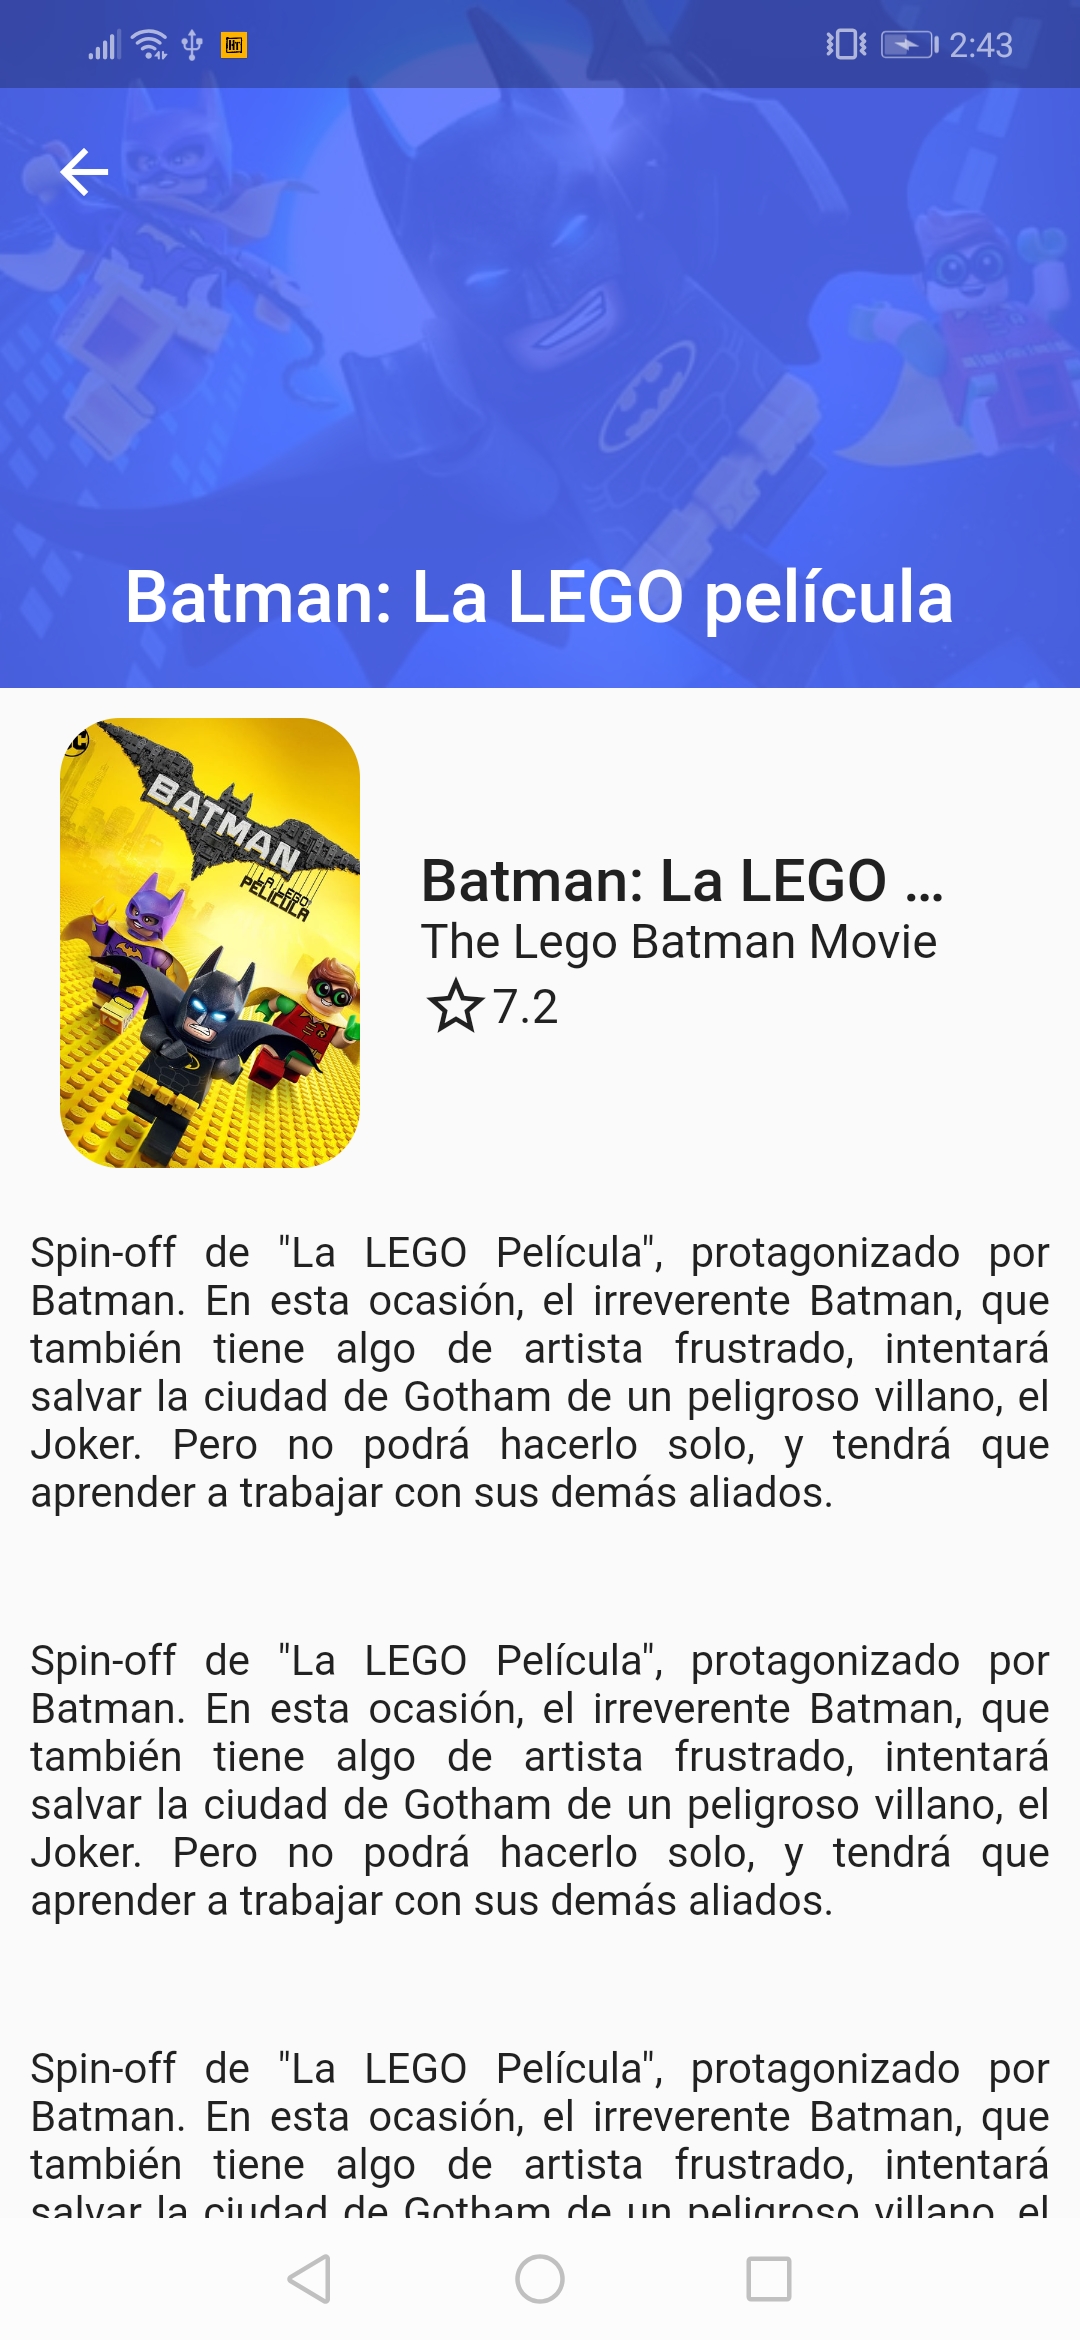 2:43
Batman: La LEGO película
BATMAN
LA LEGO
PELÍCULA
Batman: La LEGO ...
The Lego Batman Movie
7.2
Spin-off de "La LEGO Película", protagonizado por
Batman. En esta ocasión, el irreverente Batman, que
también tiene algo de artista frustrado, intentará
salvar la ciudad de Gotham de un peligroso villano, el
Joker. Pero no podrá hacerlo solo, y tendrá que
aprender a trabajar con sus demás aliados.
Spin-off de "La LEGO Película", protagonizado por
Batman. En esta ocasión, el irreverente Batman, que
también tiene algo de artista frustrado, intentará
salvar la ciudad de Gotham de un peligroso villano, el
Joker. Pero no podrá hacerlo solo, y tendrá que
aprender a trabajar con sus demás aliados.
Spin-off de "La LEGO Película", protagonizado por
Batman. En esta ocasión, el irreverente Batman, que
también tiene algo de artista frustrado, intentará
salvar la ciudad de Gotham de un peligroso villano, el